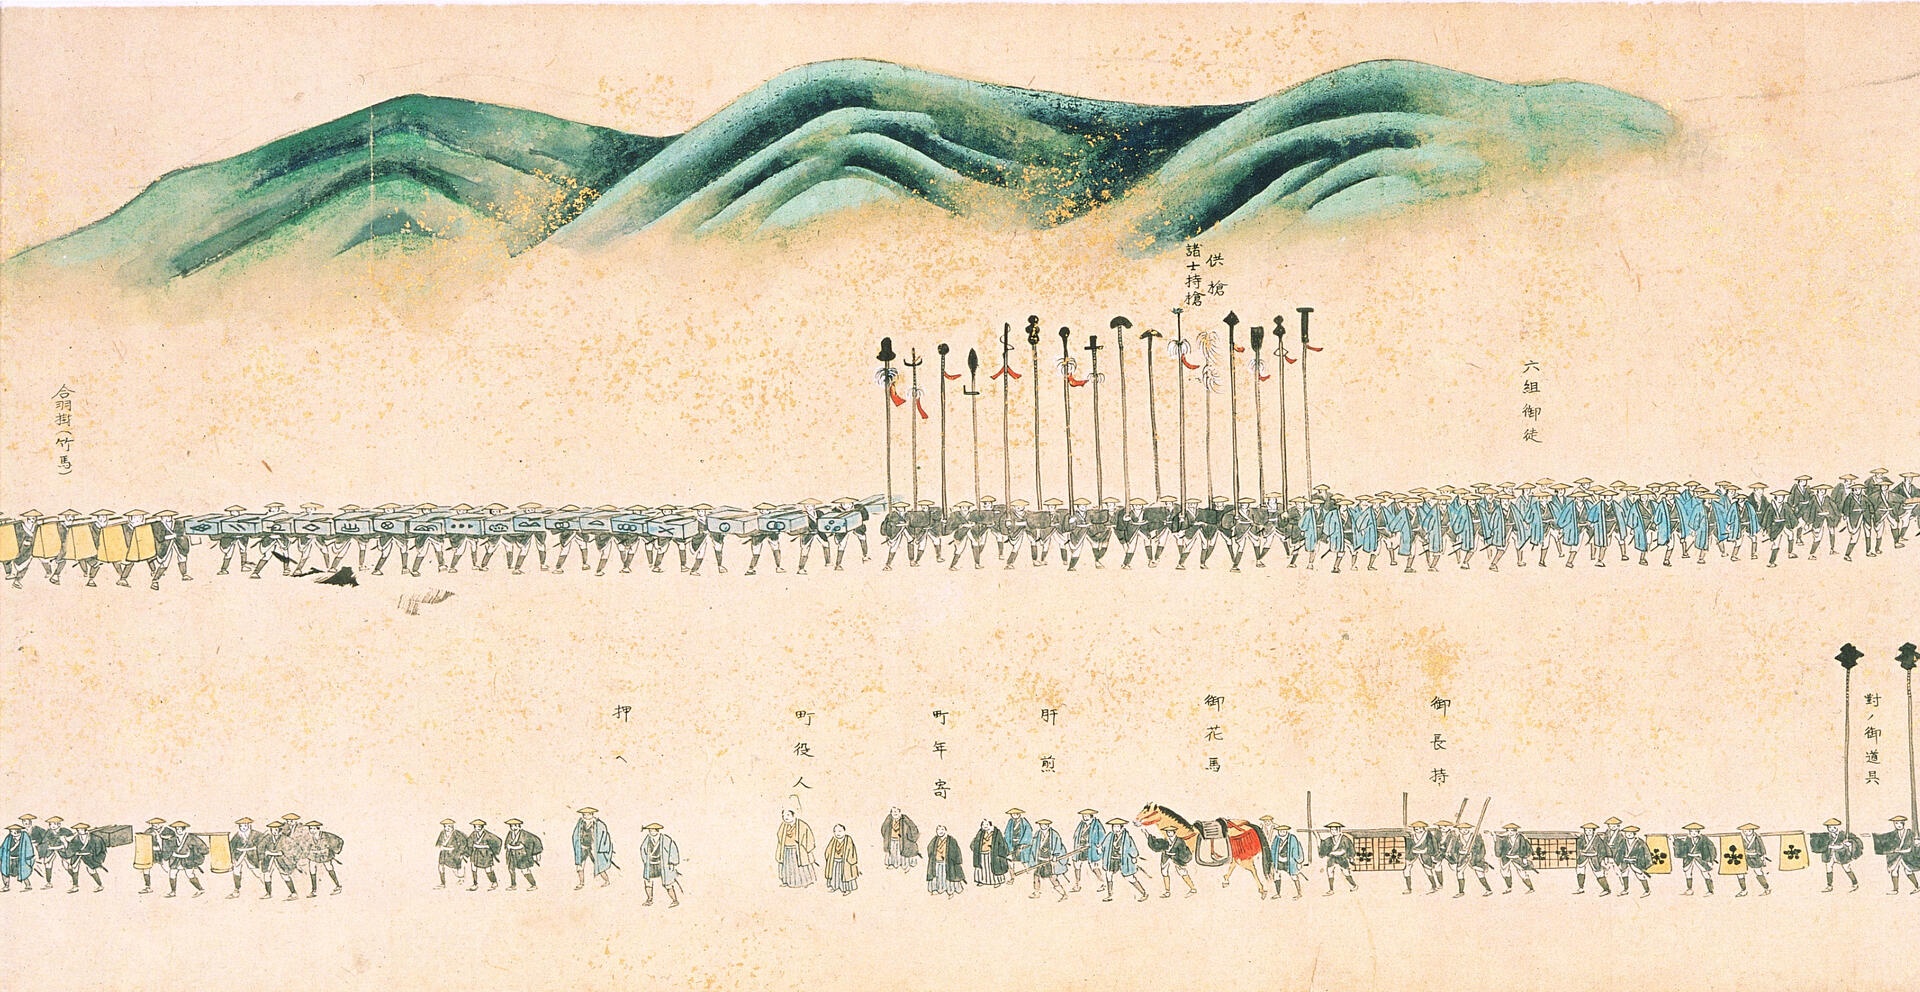 供槍
諸士持槍
六組御徒
合羽掛(竹馬)
對ノ御道具
御長持
御花馬
肝煎
町年寄
町役人
押へ